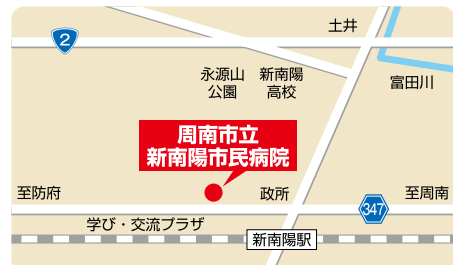 土井
2
永源山
公園
新南陽
高校
富田川
周南市立
新南陽市民病院
至防府
政所
至周南
347
学び・交流プラザ
新南陽駅